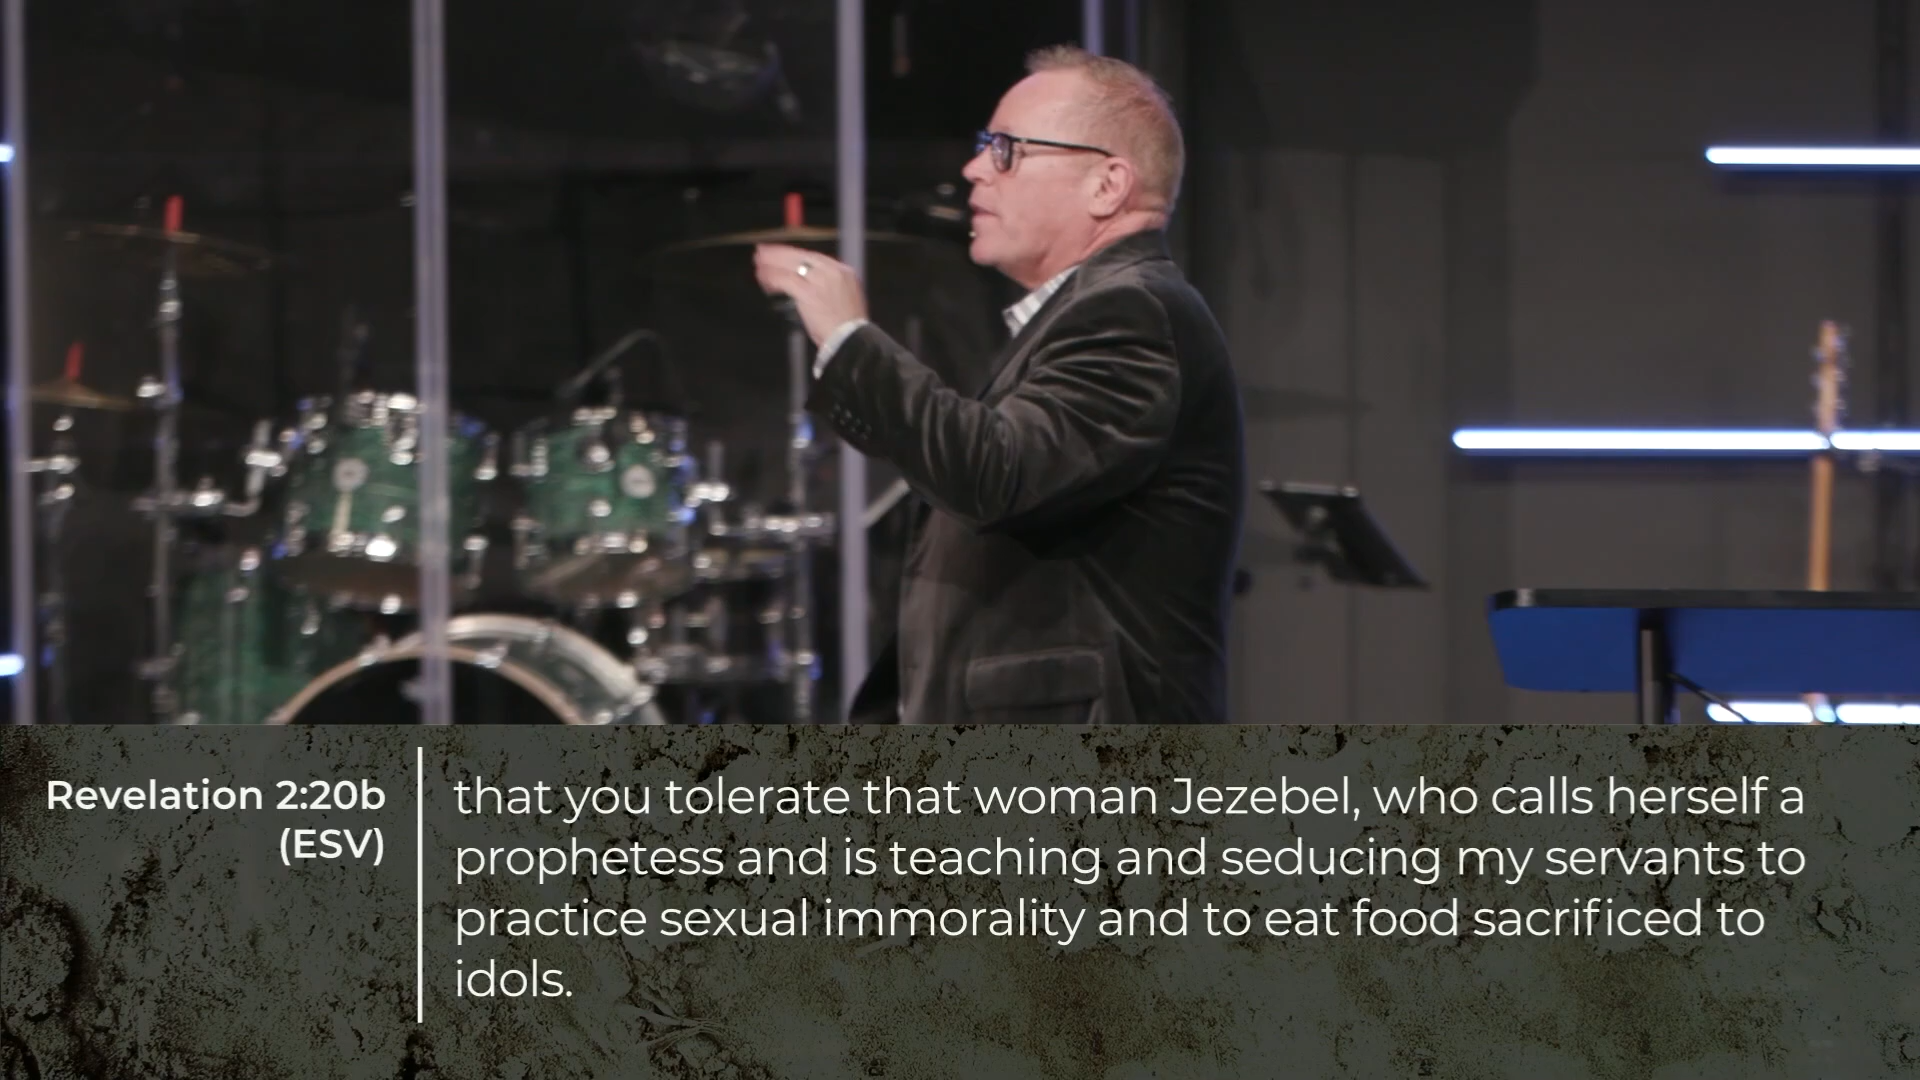 Revelation 2:20b
(ESV)
that you tolerate that woman Jezebel, who calls herself a
prophetess and is teaching and seducing my servants to
practice sexual immorality and to eat food sacrificed to
idols.